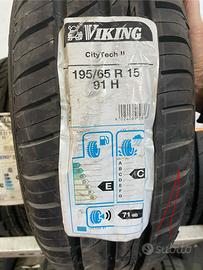 VIKING
CityTech II
195/65 R 15
91 H
A
B
C
D
E
F
G
E
C
71 dB
subito